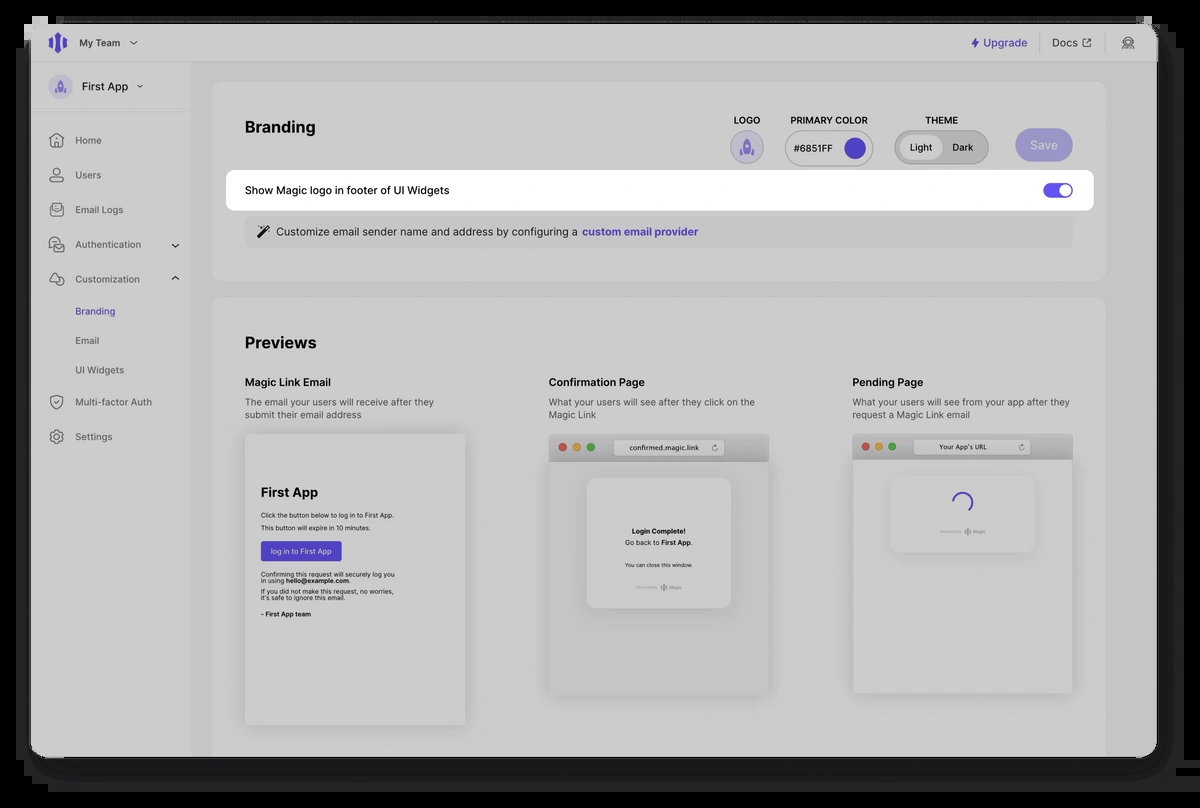 My Team
Upgrade
Docs
First App
Home
Users
Email Logs
Authentication
Customization
Branding
Email
UI Widgets
Multi-factor Auth
Settings
Branding
LOGO
PRIMARY COLOR
#6851FF
THEME
Light
Dark
Save
Show Magic logo in footer of UI Widgets
Customize email sender name and address by configuring a custom email provider
Previews
Magic Link Email
The email your users will receive after they
submit their email address
First App
Click the button below to log in to First App.
This button will expire in 10 minutes.
log in to First App
Confirming this request will securely log you
in using hello@example.com.
If you did not make this request, no worries,
it's safe to ignore this email.
- First App team
Confirmation Page
What your users will see after they click on the
Magic Link
confirmed.magic.link
Login Complete!
Go back to First App.
You can close this window.
Secured by Magic
Pending Page
What your users will see from your app after they
request a Magic Link email
Your App's URL
Secured by Magic